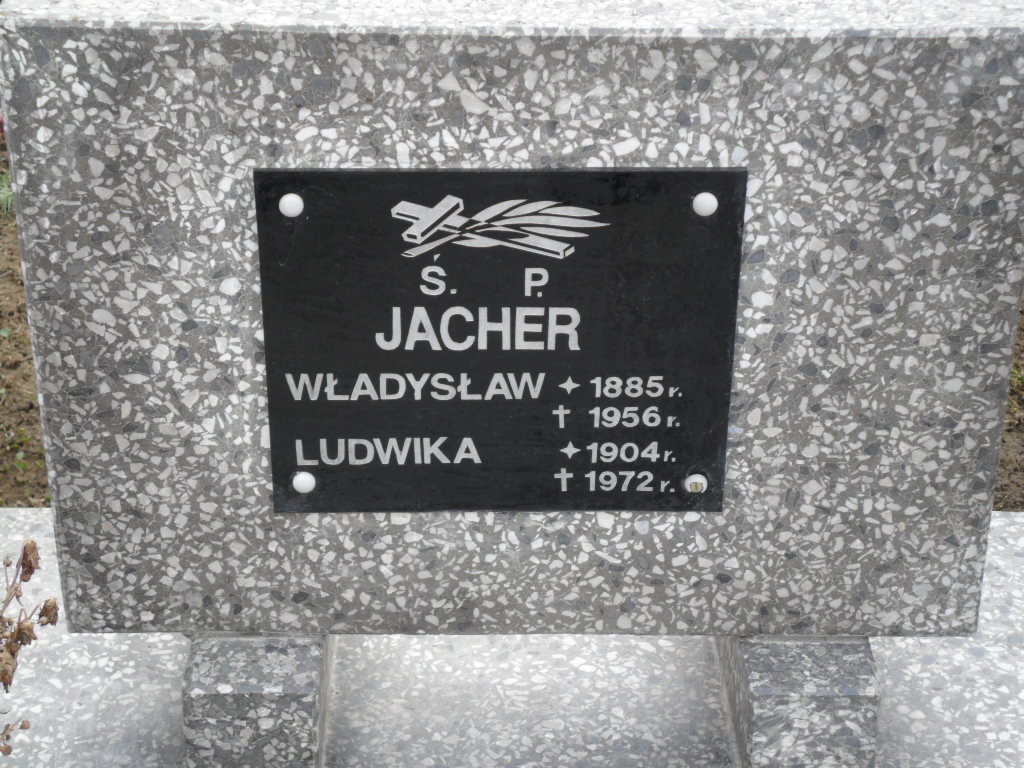 Ś. P.
JACHER
WŁADYSŁAW ✦ 1885 r.
✝ 1956 r.
LUDWIKA ✦ 1904 r.
✝ 1972 r.